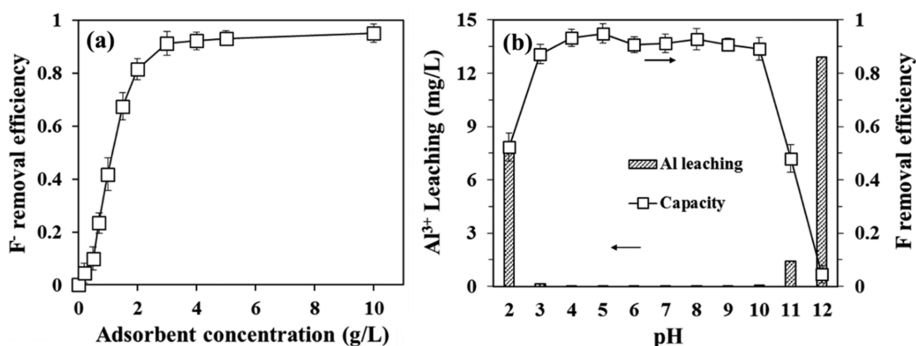 (a)
F⁻ removal efficiency
1
0.8
0.6
0.4
0.2
0
0 2 4 6 8 10
Adsorbent concentration (g/L)
(b)
Al³⁺ Leaching (mg/L)
15
12
9
6
3
0
Al leaching
Capacity
1
0.8
0.6
0.4
0.2
0
F removal efficiency
2 3 4 5 6 7 8 9 10 11 12
pH